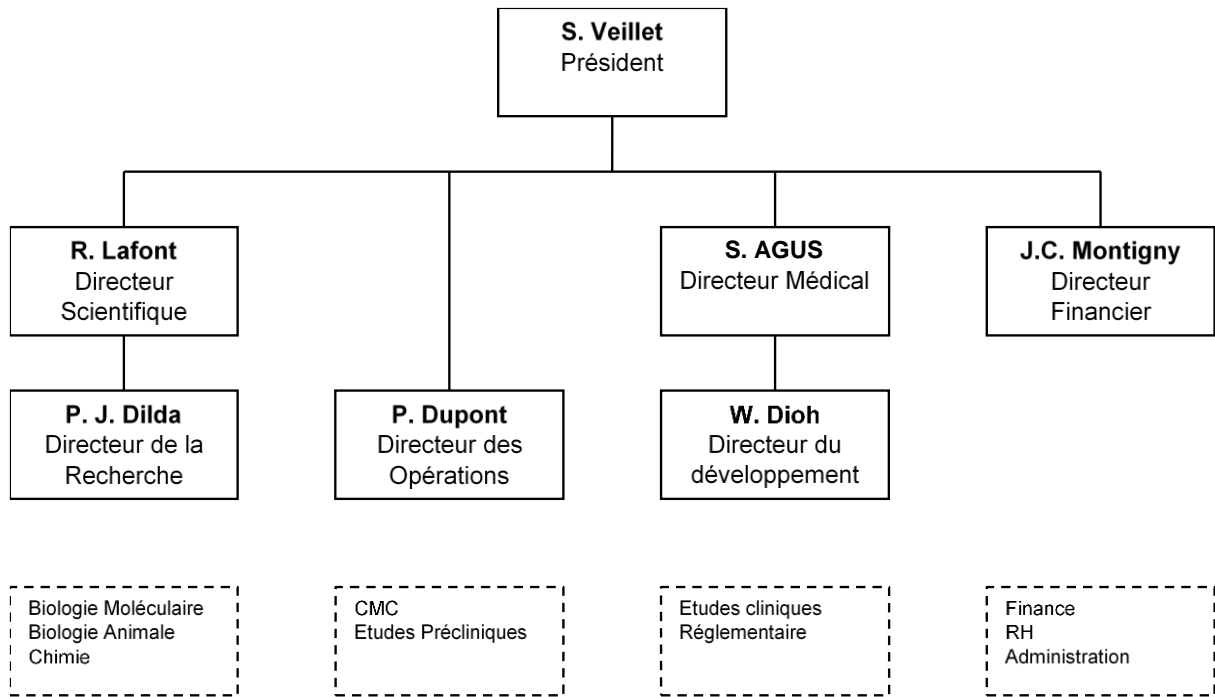 S. Veillet
Président
R. Lafont
Directeur
Scientifique
S. AGUS
Directeur Médical
J.C. Montigny
Directeur
Financier
P. J. Dilda
Directeur de la
Recherche
P. Dupont
Directeur des
Opérations
W. Dioh
Directeur du
développement
Biologie Moléculaire
Biologie Animale
Chimie
CMC
Etudes Précliniques
Etudes cliniques
Réglementaire
Finance
RH
Administration